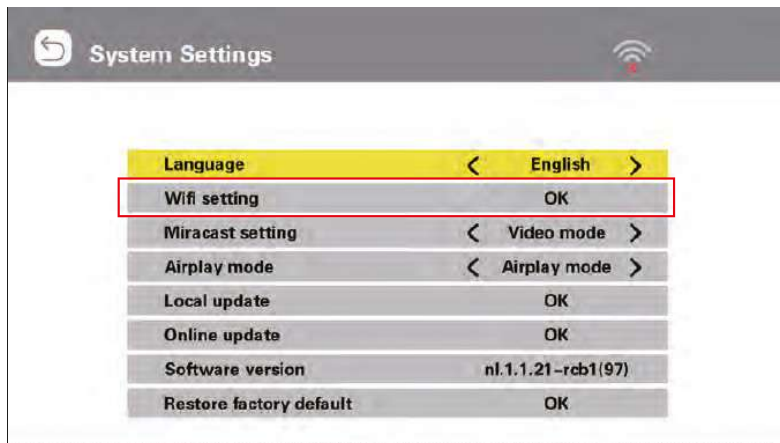 System Settings
Language < English >
Wifi setting OK
Miracast setting < Video mode >
Airplay mode < Airplay mode >
Local update OK
Online update OK
Software version nl.1.1.21-rcb1(97)
Restore factory default OK